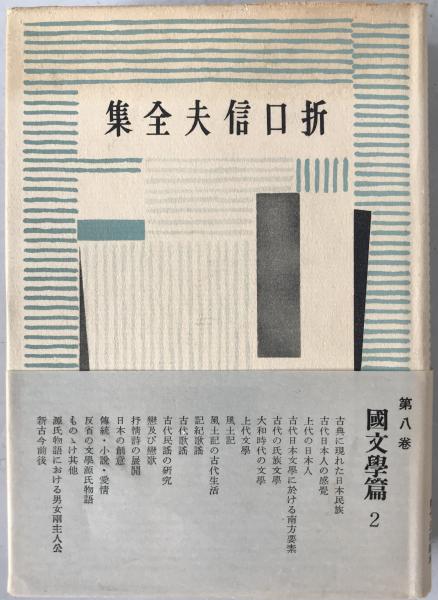 折口信夫全集
第八卷
國文學篇 2
古典に現れた日本民族
古代日本人の感覺
上代の日本人
古代日本文學に於ける南方要素
古代の氏族文學
大和時代の文學
上代文學
風土記
風土記の古代生活
記紀歌謠
古代歌謠
古代民謠の研究
戀及び戀歌
抒情詩の展開
日本の創意
傳統・小說・愛情
反省の文學源氏物語
ものゝけ其他
源氏物語における男女兩主人公
新古今前後